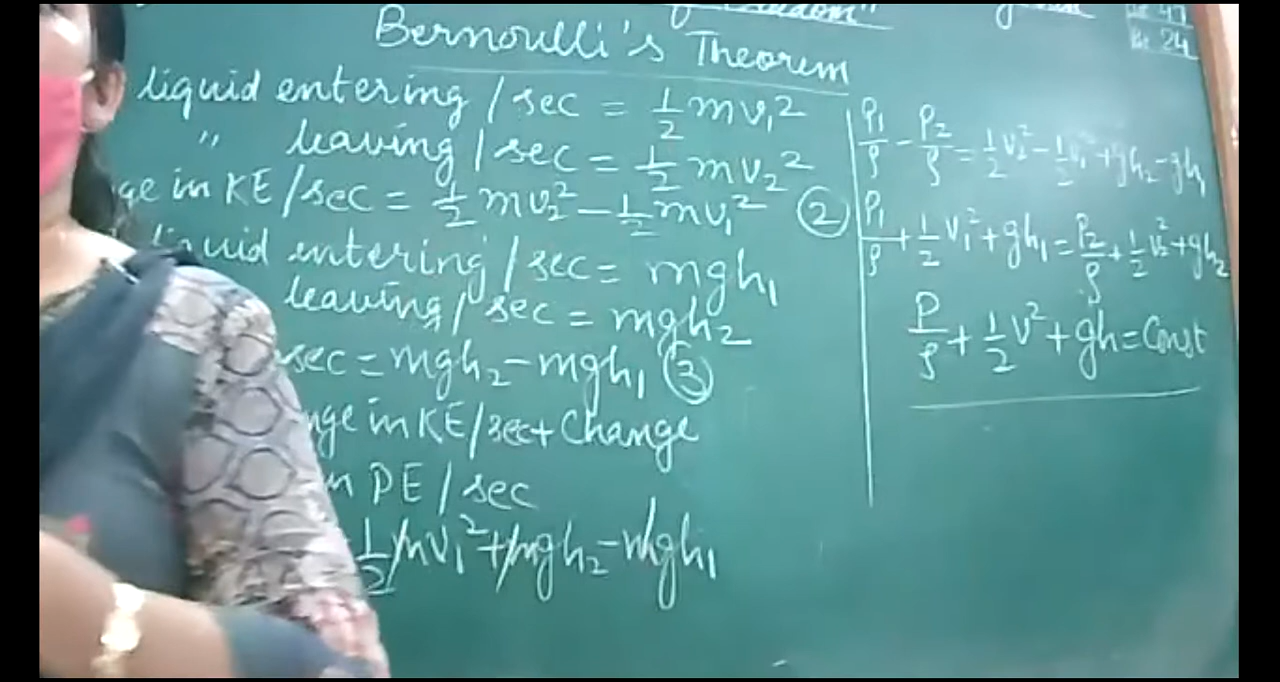 Bernoulli's Theorem
liquid entering / sec = 1/2 mv₁²
" leaving / sec = 1/2 mv₂²
ge in KE/sec = 1/2 mv₂² - 1/2 mv₁² ②
liquid entering / sec = mgh₁
leaving / sec = mgh₂
sec = mgh₂ - mgh₁ ③
nge in KE/sec + Change
in PE / sec
1/2 mv₁² + mgh₂ - mgh₁
P₁/ρ - P₂/ρ = 1/2 v₂² - 1/2 v₁² + gh₂ - gh₁
P₁/ρ + 1/2 v₁² + gh₁ = P₂/ρ + 1/2 v₂² + gh₂
P/ρ + 1/2 v² + gh = Const
24